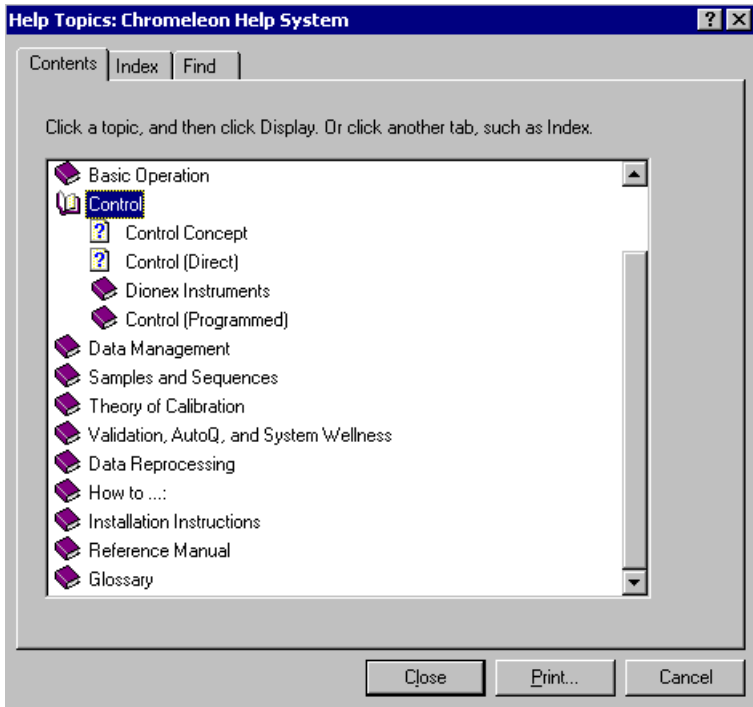 Help Topics: Chromeleon Help System
Contents Index Find
Click a topic, and then click Display. Or click another tab, such as Index.
Basic Operation
Control
Control Concept
Control (Direct)
Dionex Instruments
Control (Programmed)
Data Management
Samples and Sequences
Theory of Calibration
Validation, AutoQ, and System Wellness
Data Reprocessing
How to ...:
Installation Instructions
Reference Manual
Glossary
Close Print... Cancel